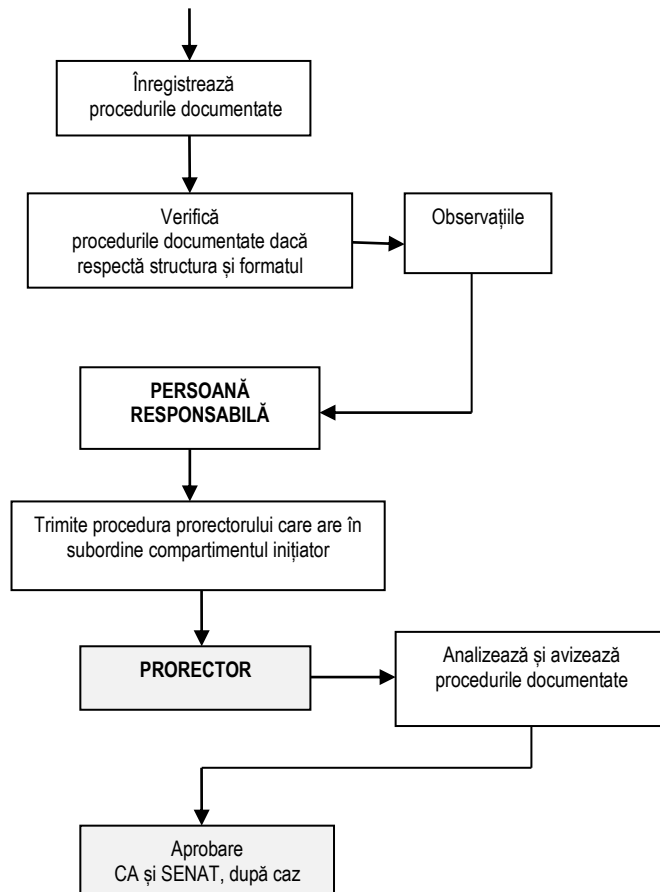 Înregistrează
procedurile documentate
Verifică
procedurile documentate dacă
respectă structura și formatul
Observațiile
PERSOANĂ
RESPONSABILĂ
Trimite procedura prorectorului care are în
subordine compartimentul inițiator
PRORECTOR
Analizează și avizează
procedurile documentate
Aprobare
CA și SENAT, după caz